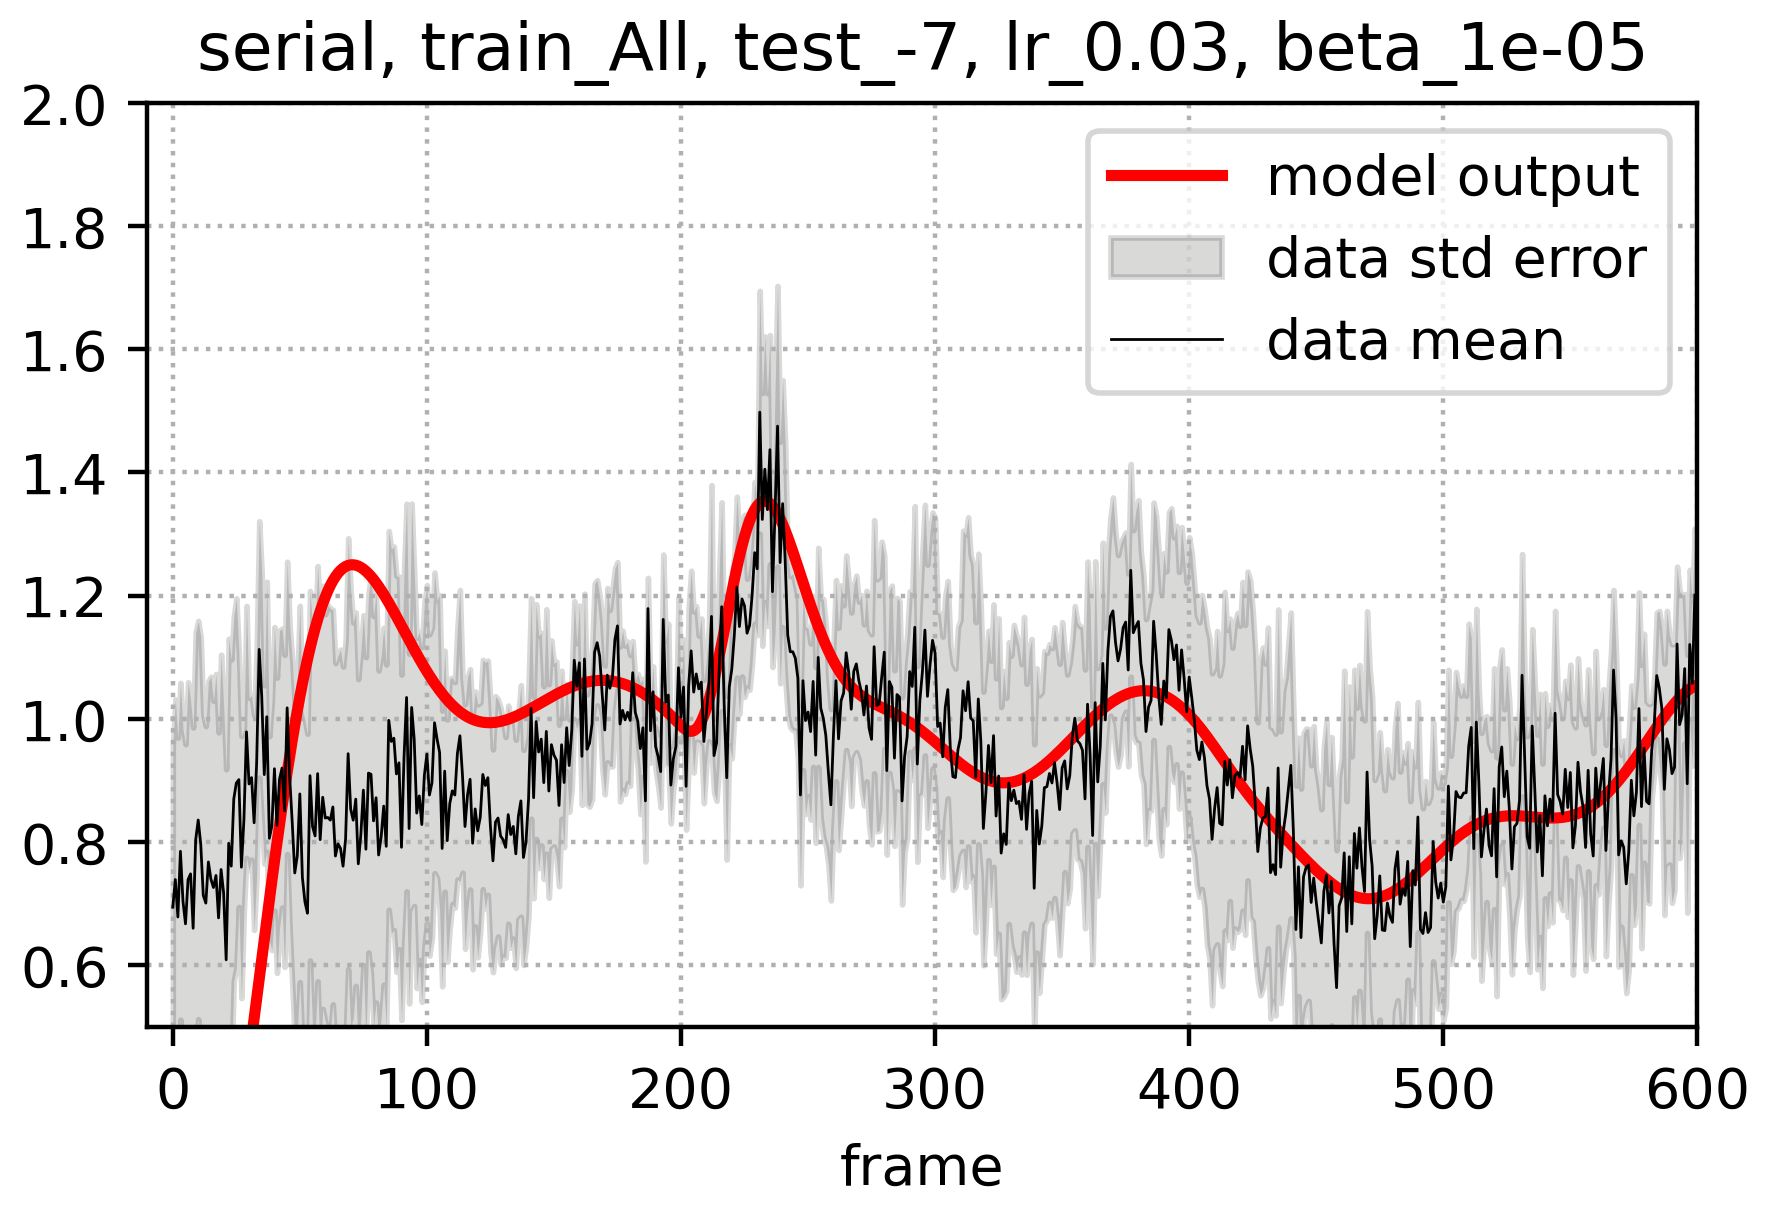 serial, train_All, test_-7, lr_0.03, beta_1e-05
2.0
1.8
1.6
1.4
1.2
1.0
0.8
0.6
model output
data std error
data mean
0 100 200 300 400 500 600
frame